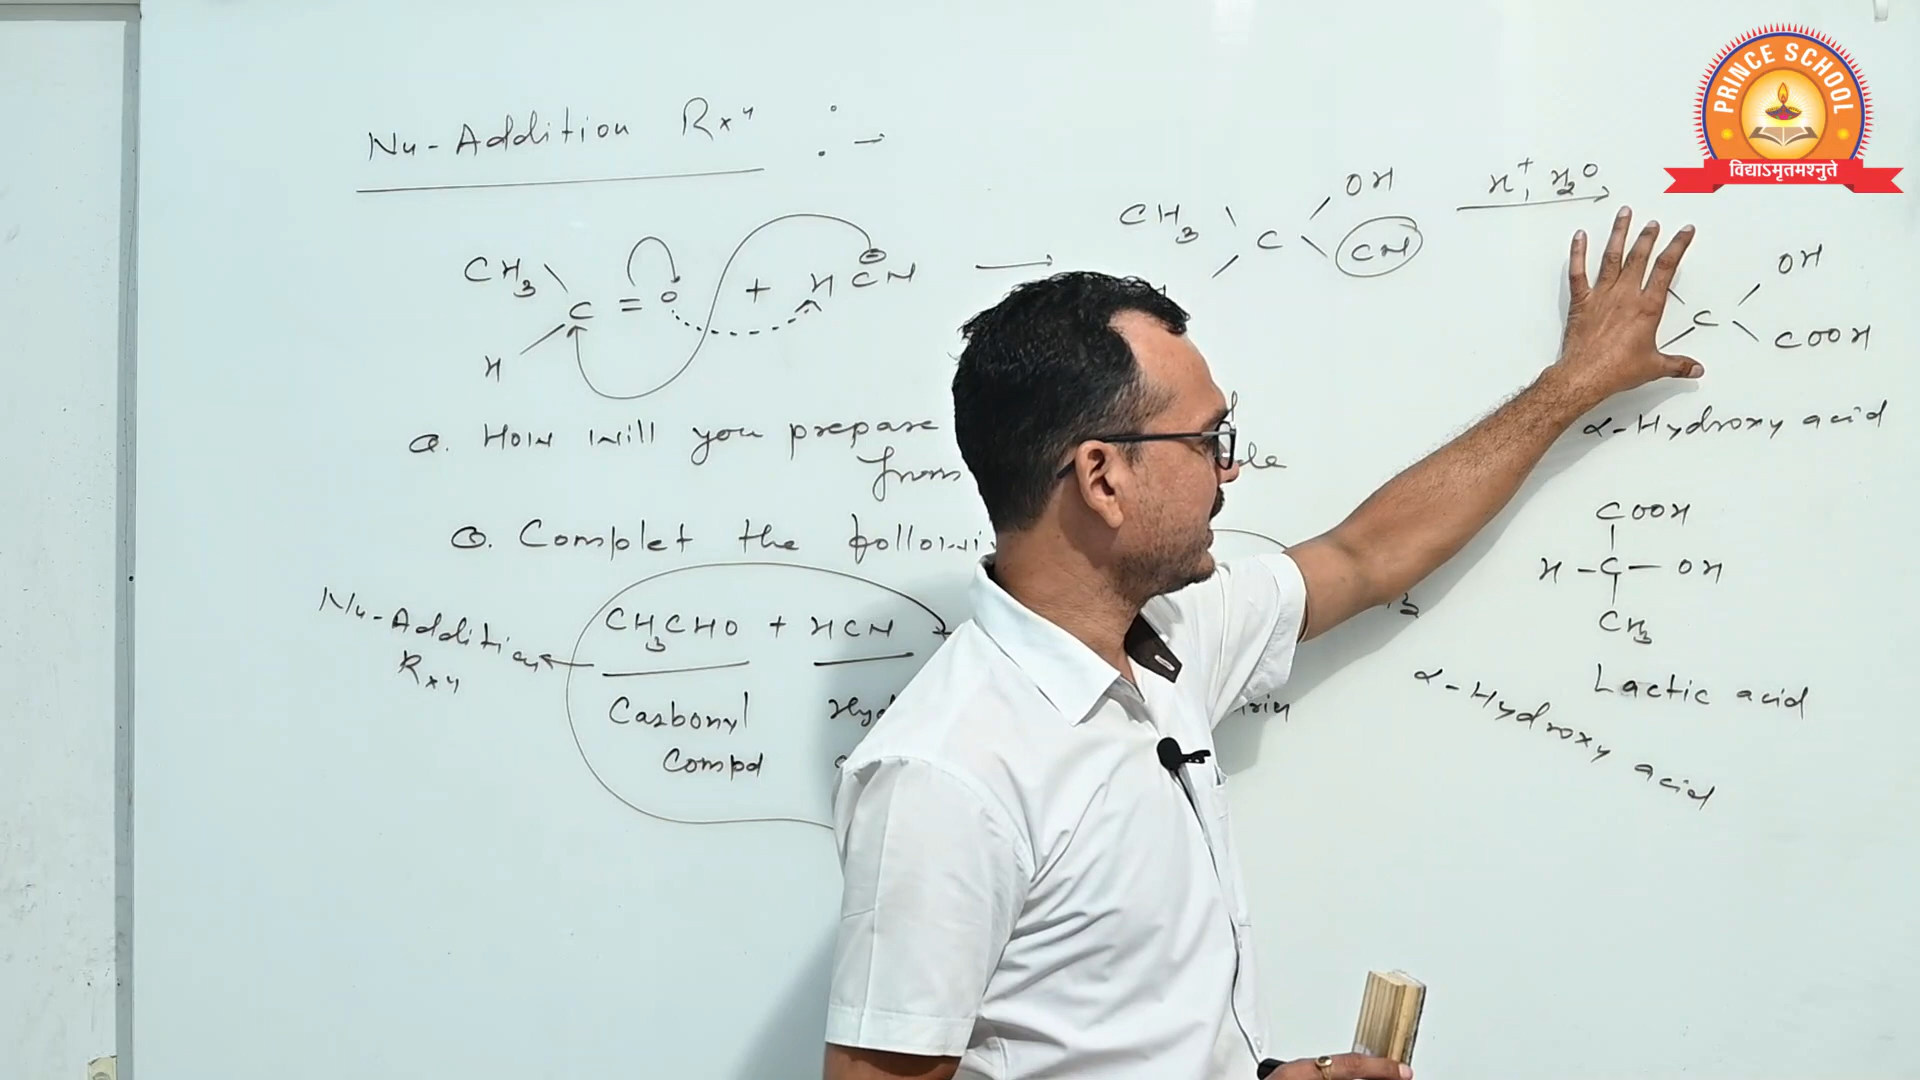 PRINCE SCHOOL
विद्याऽमृतमश्नुते
Nu-Addition Rxn :→
CH3 C = O + HCN →
H
CH3 C OH CN
H+, H2O →
C OH COOH
α-Hydroxy acid
Q. How will you prepare
from
Q. Complet the
CH3CHO + HCN
Nu-Addition Rxn
Carbonyl Compd
COOH
H - C - OH
CH3
Lactic acid
α-Hydroxy acid